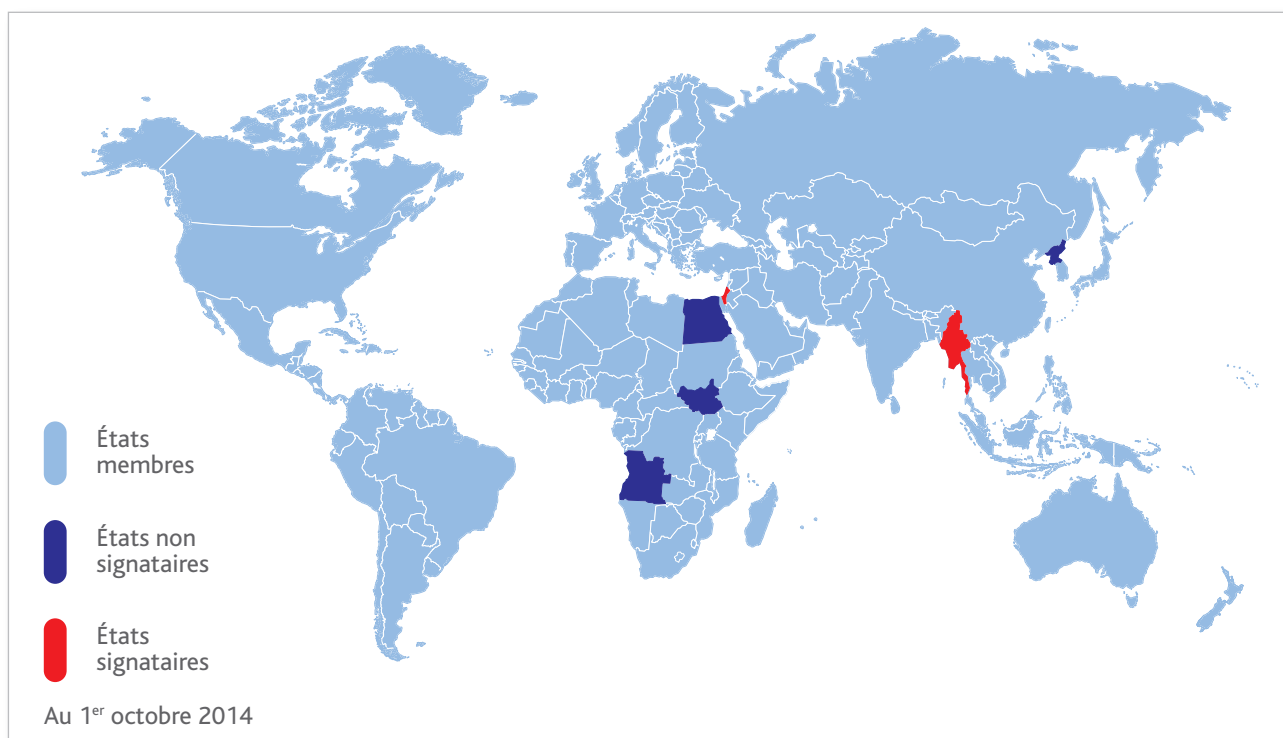 États
membres
États non
signataires
États
signataires
Au 1er octobre 2014